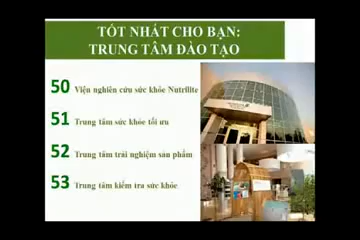 TỐT NHẤT CHO BẠN:
TRUNG TÂM ĐÀO TẠO
50 Viện nghiên cứu sức khỏe Nutrilite
51 Trung tâm sức khỏe tối ưu
52 Trung tâm trải nghiệm sản phẩm
53 Trung tâm kiểm tra sức khỏe